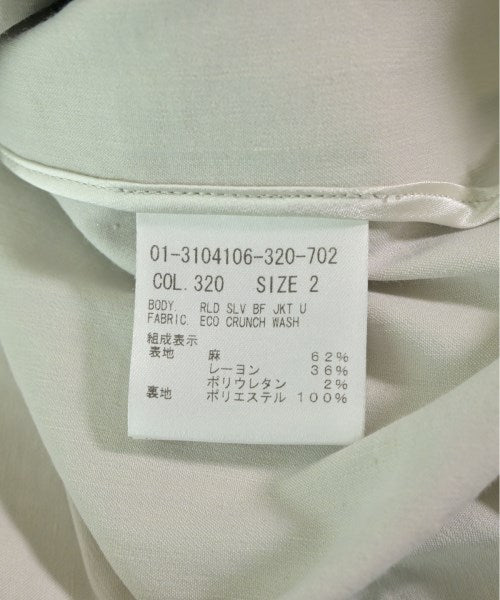 01-3104106-320-702
COL. 320 SIZE 2
BODY. RLD SLV BF JKT U
FABRIC. ECO CRUNCH WASH
組成表示
表地 麻 62%
レーヨン 36%
ポリウレタン 2%
裏地 ポリエステル 100%